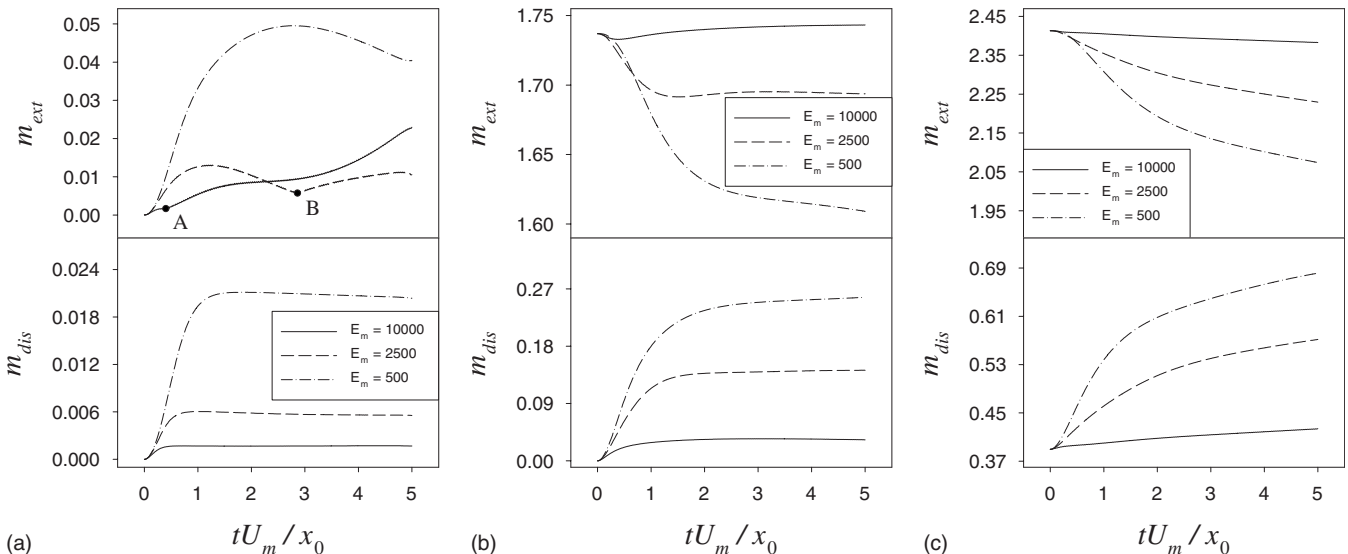 0.05
0.04
0.03
0.02
0.01
0.00
m_ext
A
B
0.024
0.018
0.012
0.006
0.000
m_dis
E_m = 10000
E_m = 2500
E_m = 500
0 1 2 3 4 5
tU_m / x_0
(a)
1.75
1.70
1.65
1.60
m_ext
E_m = 10000
E_m = 2500
E_m = 500
0.27
0.18
0.09
0.00
m_dis
0 1 2 3 4 5
tU_m / x_0
(b)
2.45
2.35
2.25
2.15
2.05
1.95
m_ext
E_m = 10000
E_m = 2500
E_m = 500
0.69
0.61
0.53
0.45
0.37
m_dis
0 1 2 3 4 5
tU_m / x_0
(c)